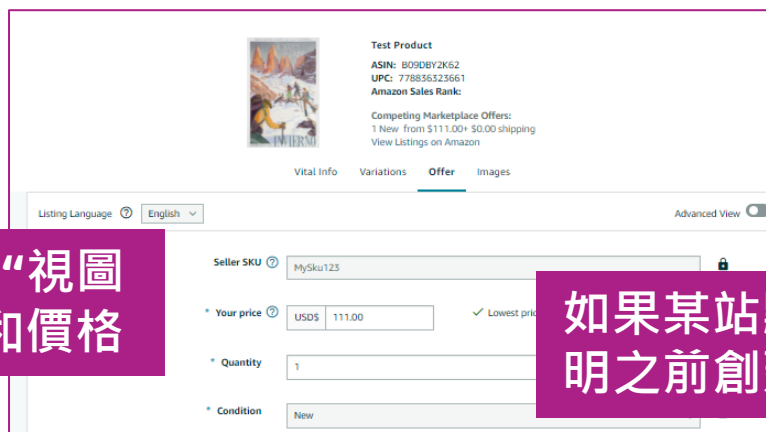 Test Product
ASIN: B09DBY2K62
UPC: 778836323661
Amazon Sales Rank:
Competing Marketplace Offers:
1 New from $111.00+ $0.00 shipping
View Listings on Amazon
INVIERNO
Vital Info Variations Offer Images
Listing Language English
Advanced View
Seller SKU MySku123
* Your price USD$ 111.00
Lowest
* Quantity 1
* Condition New
“視圖
和價格
如果某站
明之前創